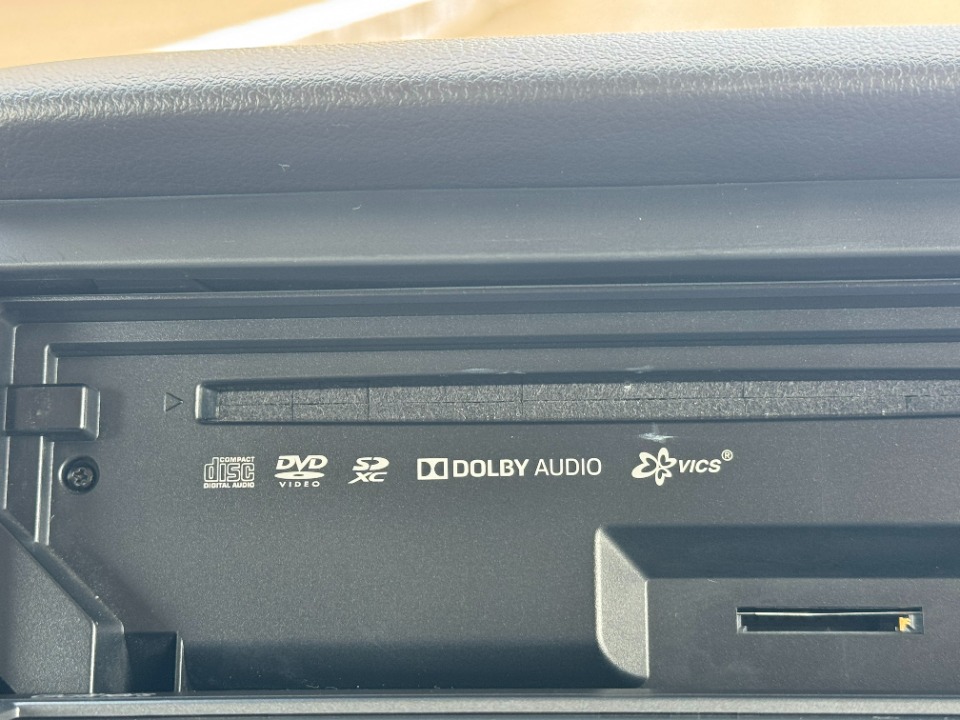 COMPACT
disc
DIGITAL AUDIO
DVD
VIDEO
SD
XC
DOLBY AUDIO
VICS®